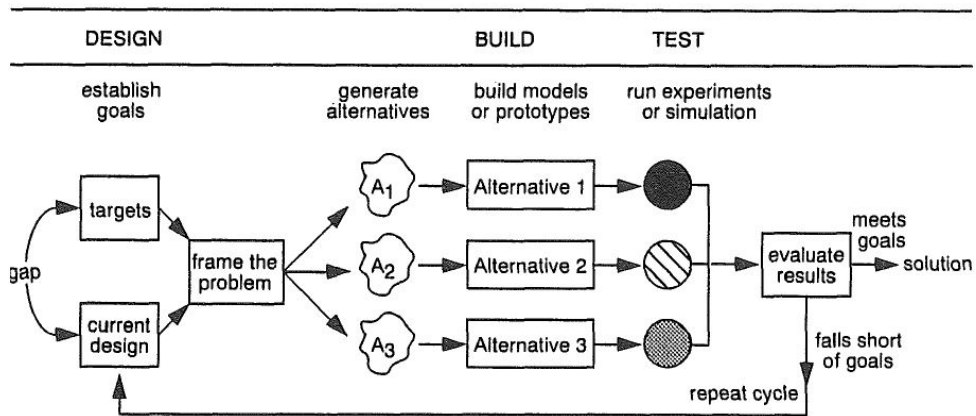 DESIGN
BUILD
TEST
establish
goals
generate
alternatives
build models
or prototypes
run experiments
or simulation
targets
gap
current
design
frame the
problem
A1
A2
A3
Alternative 1
Alternative 2
Alternative 3
evaluate
results
meets
goals
solution
falls short
of goals
repeat cycle